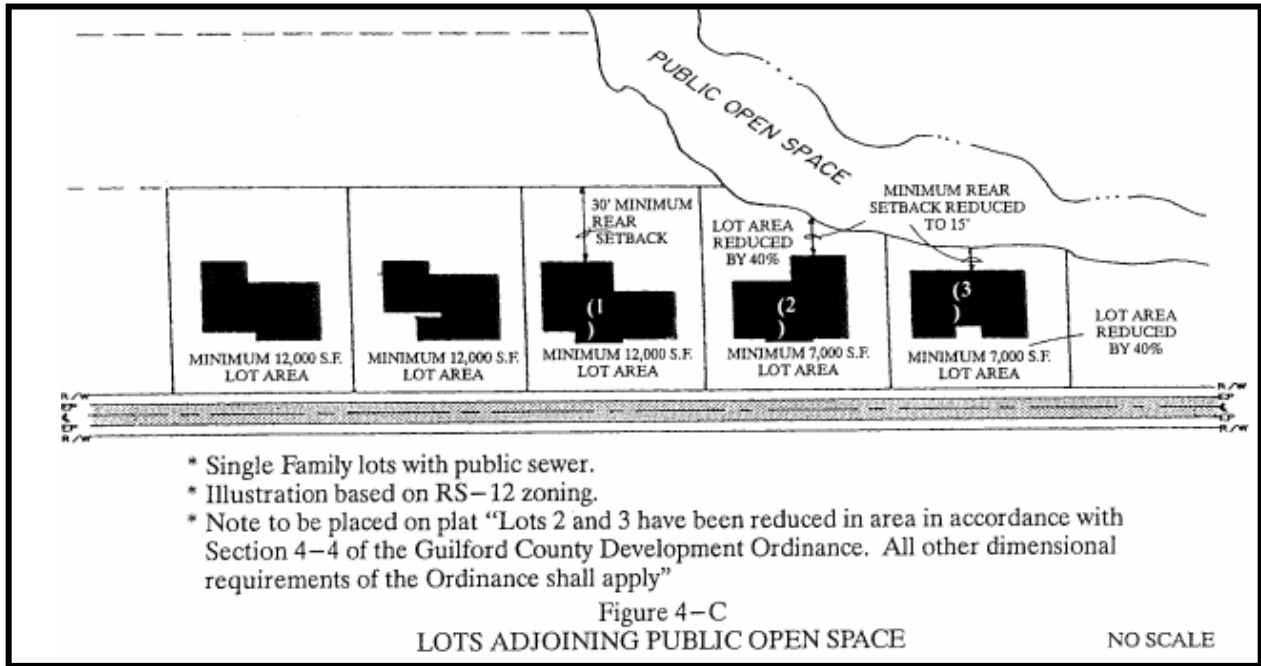 PUBLIC OPEN SPACE
30' MINIMUM
REAR
SETBACK
LOT AREA
REDUCED
BY 40%
MINIMUM REAR
SETBACK REDUCED
TO 15'
(1
)
(2
)
(3
)
LOT AREA
REDUCED
BY 40%
MINIMUM 12,000 S.F.
LOT AREA
MINIMUM 12,000 S.F.
LOT AREA
MINIMUM 12,000 S.F.
LOT AREA
MINIMUM 7,000 S.F.
LOT AREA
MINIMUM 7,000 S.F.
LOT AREA
R/W
EP
EP
R/W
R/W
EP
EP
R/W
* Single Family lots with public sewer.
* Illustration based on RS-12 zoning.
* Note to be placed on plat “Lots 2 and 3 have been reduced in area in accordance with
Section 4-4 of the Guilford County Development Ordinance. All other dimensional
requirements of the Ordinance shall apply”
Figure 4-C
LOTS ADJOINING PUBLIC OPEN SPACE
NO SCALE